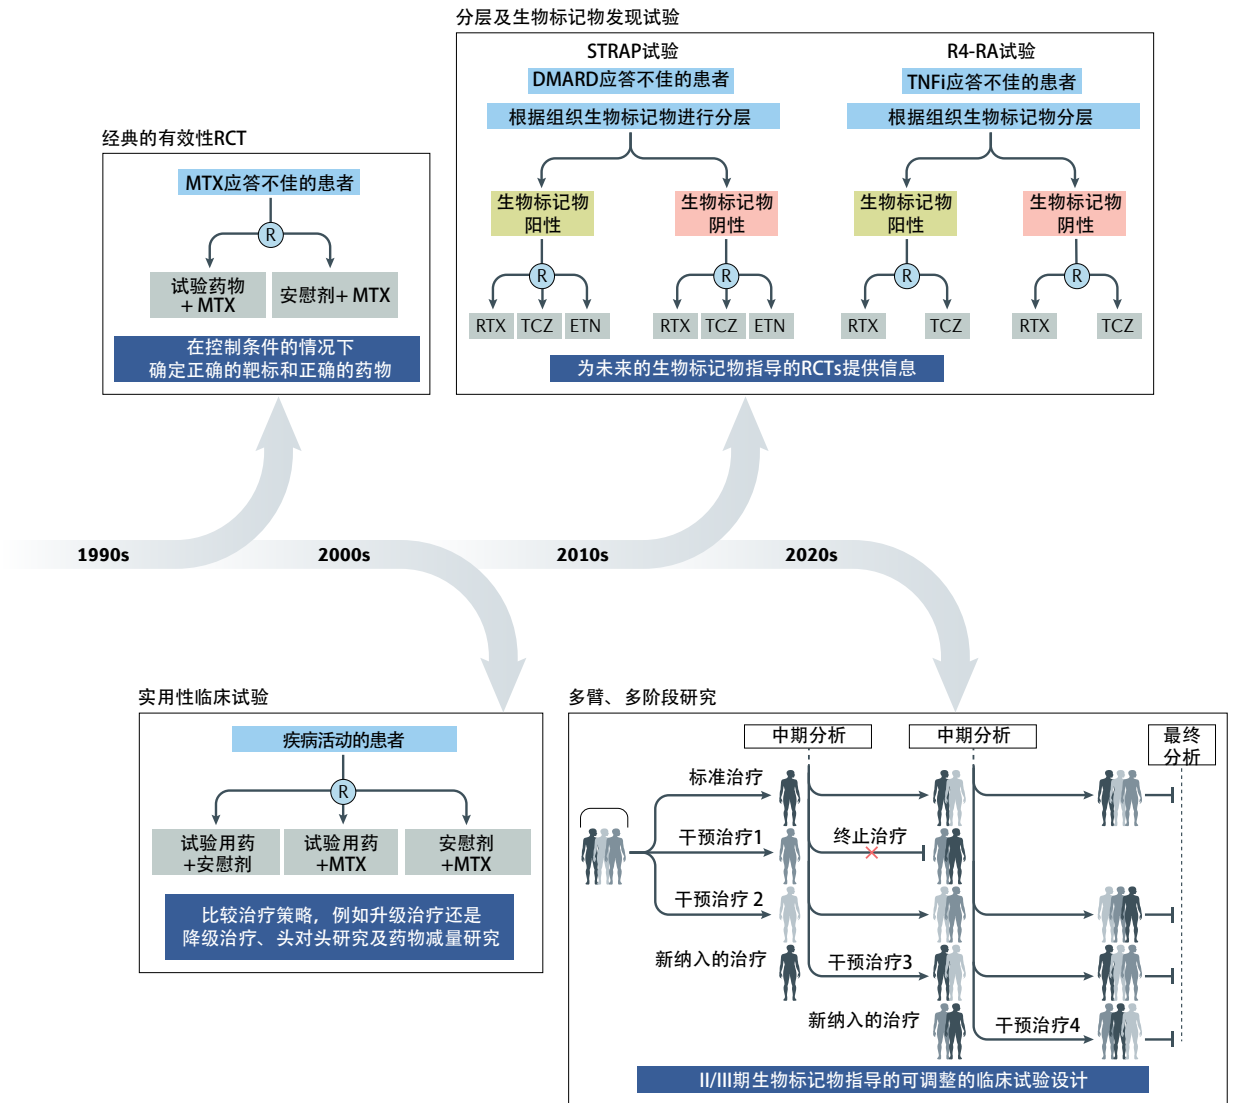 分层及生物标记物发现试验
STRAP试验
DMARD应答不佳的患者
根据组织生物标记物进行分层
生物标记物
阳性
生物标记物
阴性
R
R
RTX
TCZ
ETN
RTX
TCZ
ETN
R4-RA试验
TNFi应答不佳的患者
根据组织生物标记物分层
生物标记物
阳性
生物标记物
阴性
R
R
RTX
TCZ
RTX
TCZ
为未来的生物标记物指导的RCTs提供信息
经典的有效性RCT
MTX应答不佳的患者
R
试验药物
+ MTX
安慰剂+ MTX
在控制条件的情况下
确定正确的靶标和正确的药物
1990s
2000s
2010s
2020s
实用性临床试验
疾病活动的患者
R
试验用药
+安慰剂
试验用药
+MTX
安慰剂
+MTX
比较治疗策略，例如升级治疗还是
降级治疗、头对头研究及药物减量研究
多臂、多阶段研究
中期分析
中期分析
最终
分析
标准治疗
干预治疗1
终止治疗
干预治疗 2
新纳入的治疗
干预治疗3
新纳入的治疗
干预治疗4
II/III期生物标记物指导的可调整的临床试验设计